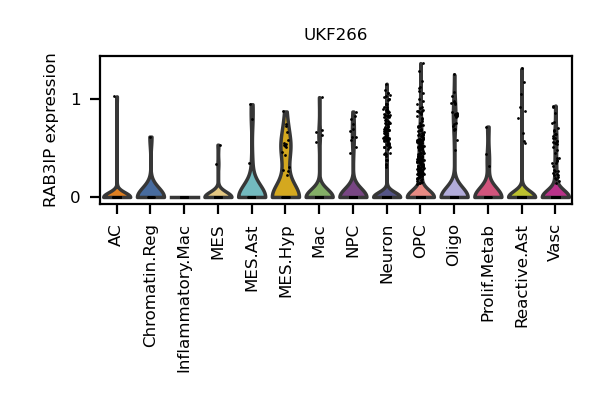 UKF266
RAB3IP expression
1
0
AC
Chromatin.Reg
Inflammatory.Mac
MES
MES.Ast
MES.Hyp
Mac
NPC
Neuron
OPC
Oligo
Prolif.Metab
Reactive.Ast
Vasc